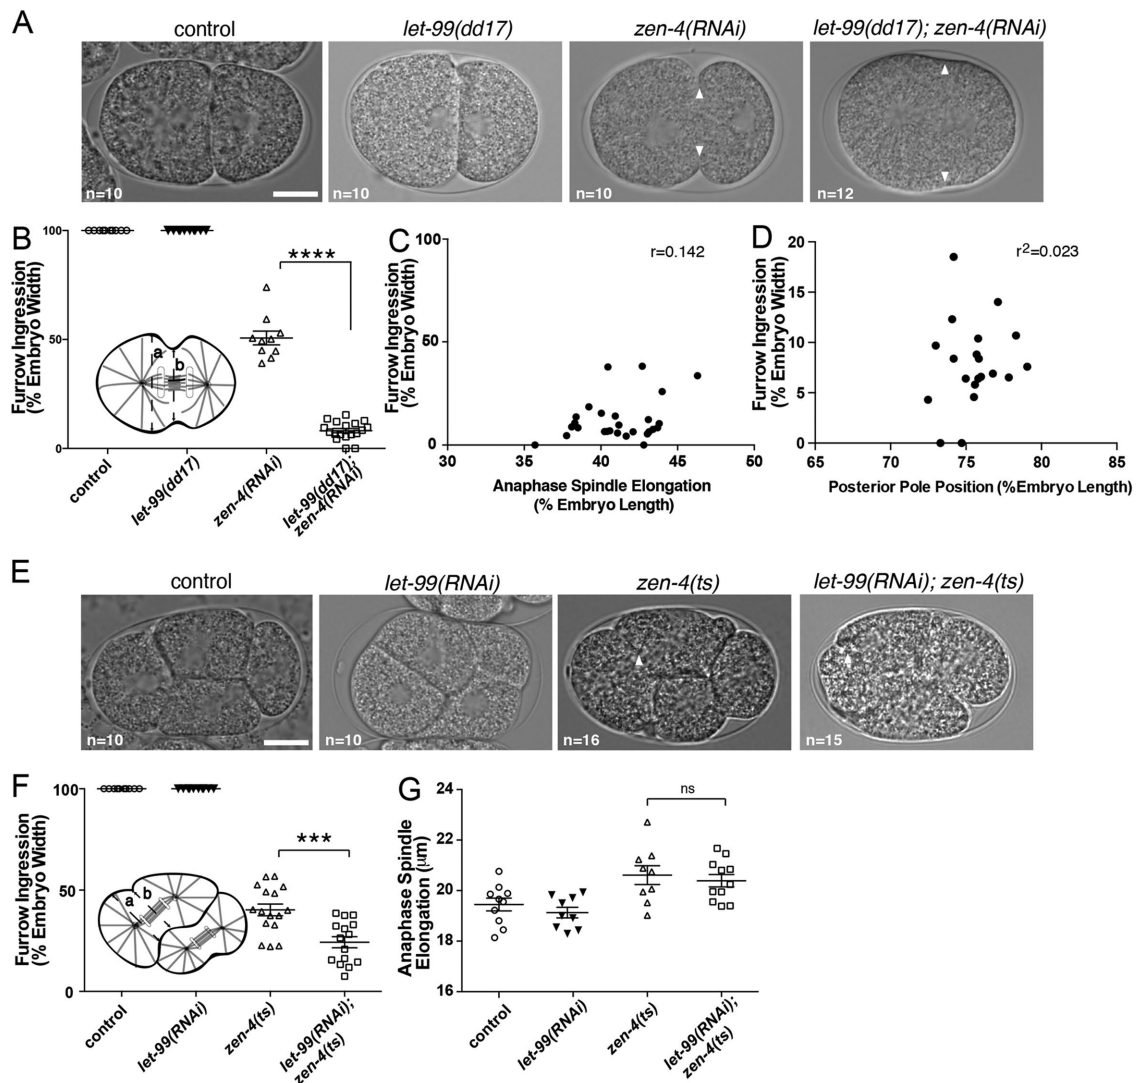 A
control
let-99(dd17)
zen-4(RNAi)
let-99(dd17); zen-4(RNAi)
n=10
n=10
n=10
n=12
B
Furrow Ingression
(% Embryo Width)
100
50
0
****
a
b
control
let-99(dd17)
zen-4(RNAi)
let-99(dd17);
zen-4(RNAi)
C
Furrow Ingression
(% Embryo Width)
100
50
0
r=0.142
30 35 40 45 50
Anaphase Spindle Elongation
(% Embryo Length)
D
Furrow Ingression
(% Embryo Width)
20
15
10
5
0
r²=0.023
65 70 75 80 85
Posterior Pole Position (%Embryo Length)
E
control
let-99(RNAi)
zen-4(ts)
let-99(RNAi); zen-4(ts)
n=10
n=10
n=16
n=15
F
Furrow Ingression
(% Embryo Width)
100
50
0
***
a
b
control
let-99(RNAi)
zen-4(ts)
let-99(RNAi);
zen-4(ts)
G
Anaphase Spindle
Elongation (μm)
24
22
20
18
16
ns
control
let-99(RNAi)
zen-4(ts)
let-99(RNAi);
zen-4(ts)